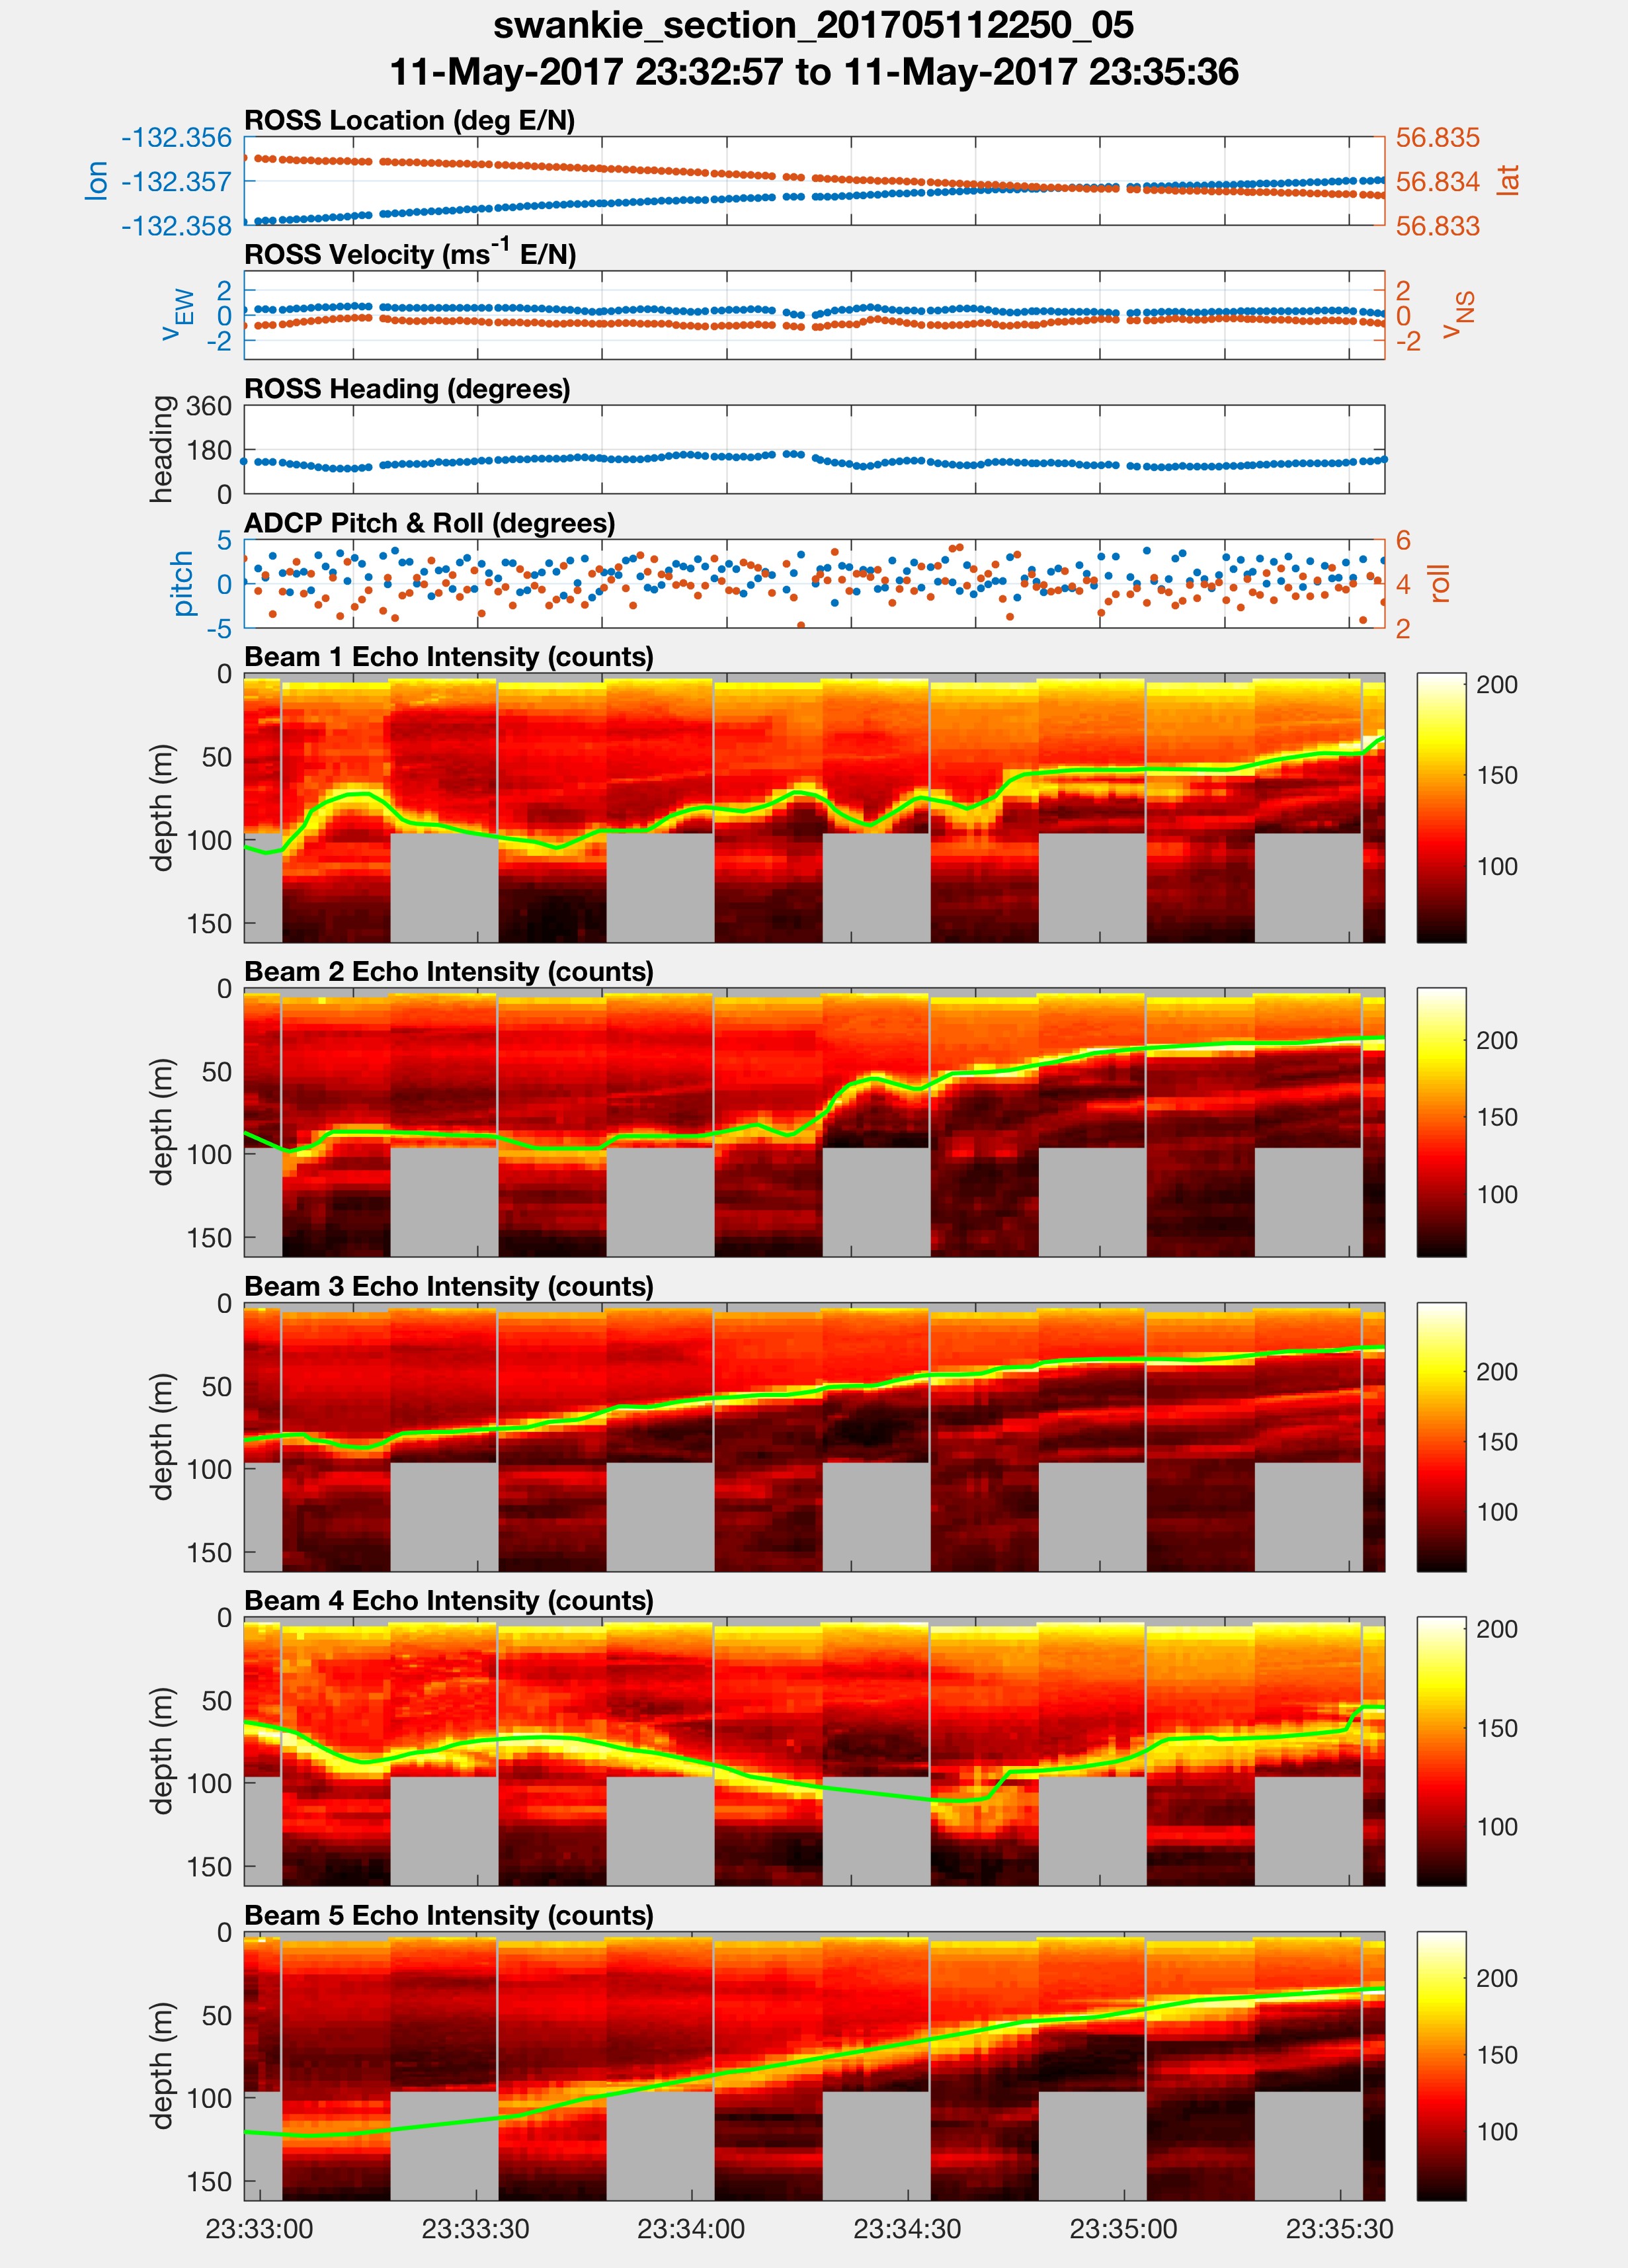 swankie_section_201705112250_05
11-May-2017 23:32:57 to 11-May-2017 23:35:36
ROSS Location (deg E/N)
-132.356
-132.357
-132.358
lon
56.835
56.834
56.833
lat
ROSS Velocity (ms-1 E/N)
2
0
-2
vEW
2
0
-2
vNS
ROSS Heading (degrees)
360
180
0
heading
ADCP Pitch & Roll (degrees)
5
0
-5
pitch
6
4
2
roll
Beam 1 Echo Intensity (counts)
0
50
100
150
depth (m)
200
150
100
Beam 2 Echo Intensity (counts)
0
50
100
150
depth (m)
200
150
100
Beam 3 Echo Intensity (counts)
0
50
100
150
depth (m)
200
150
100
Beam 4 Echo Intensity (counts)
0
50
100
150
depth (m)
200
150
100
Beam 5 Echo Intensity (counts)
0
50
100
150
depth (m)
200
150
100
23:33:00 23:33:30 23:34:00 23:34:30 23:35:00 23:35:30